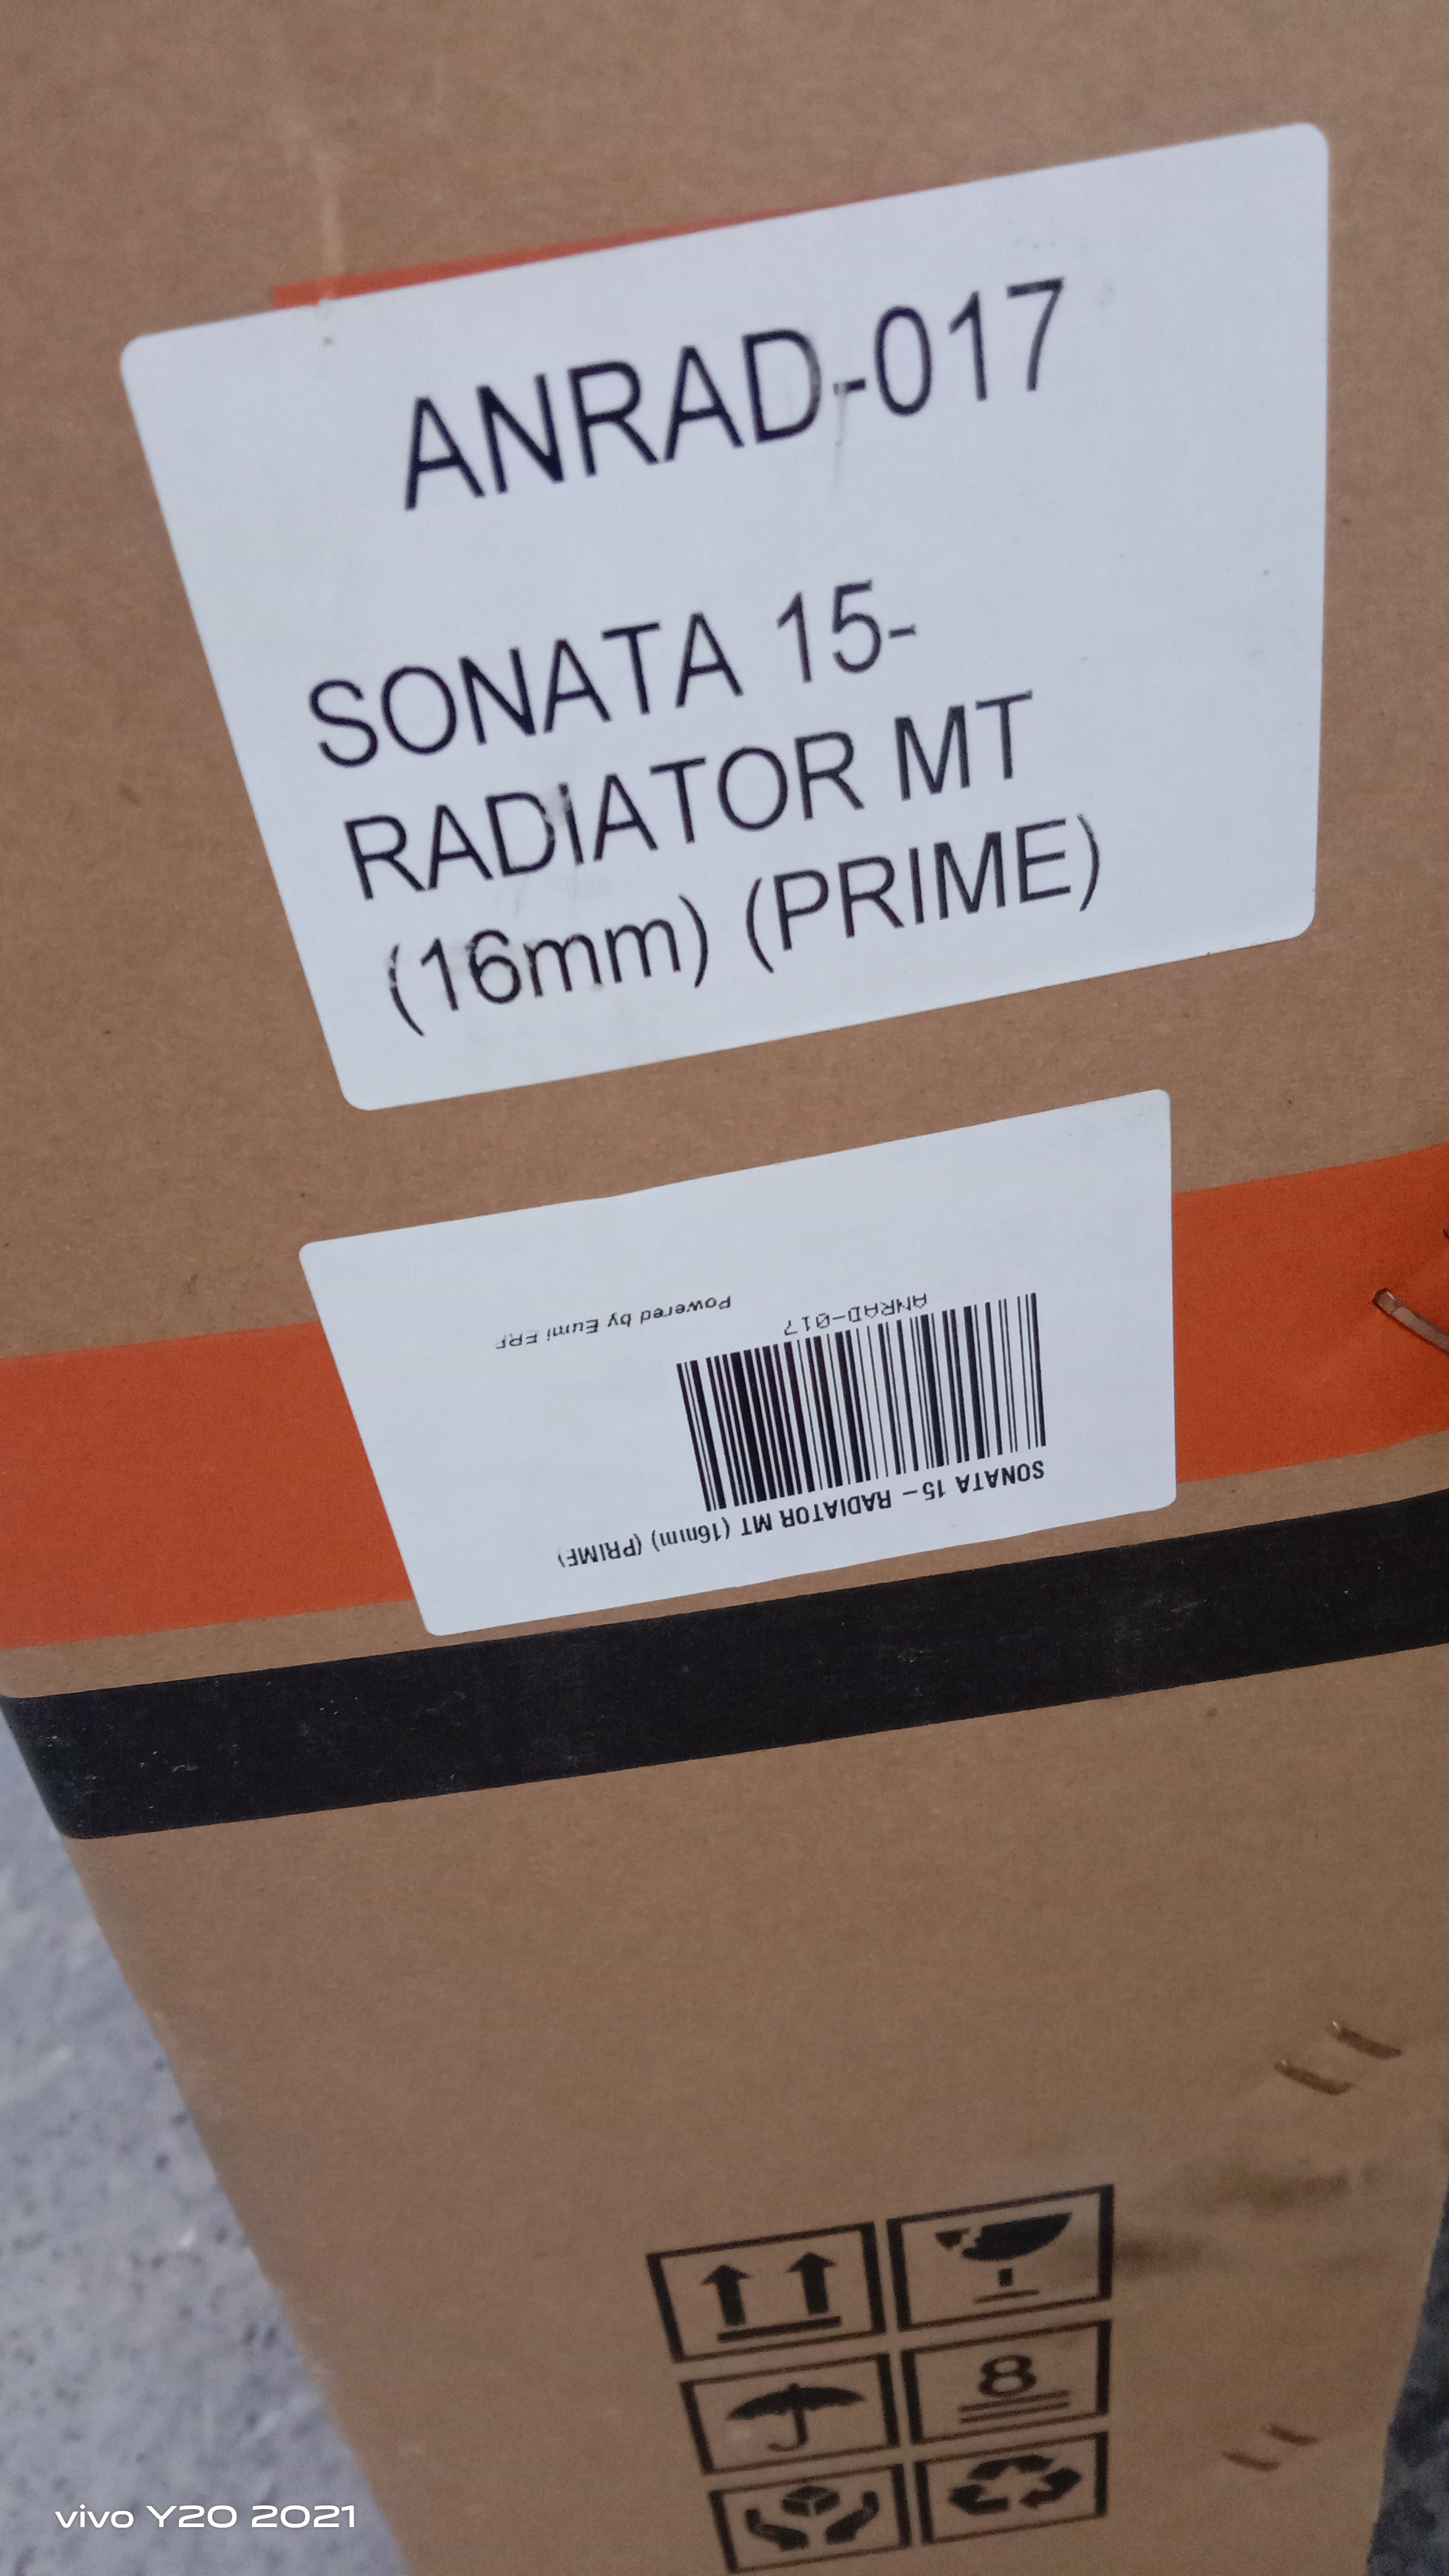 ANRAD-017
SONATA 15-
RADIATOR MT
(16mm) (PRIME)
SONATA 15- RADIATOR MT (16mm) (PRIME)
ANRAD-017
Powered by Eumi ERP
8
vivo Y20 2021